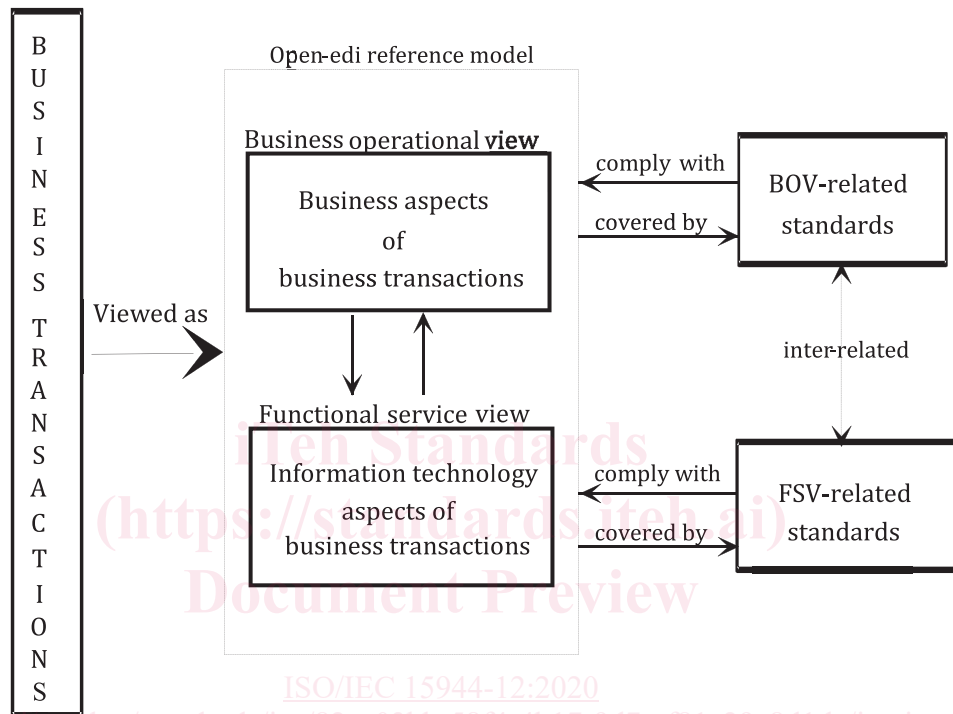 BUSINESS TRANSACTIONS
Open-edi reference model
Viewed as
Business operational view
Business aspects
of
business transactions
Functional service view
Information technology
aspects of
business transactions
comply with
covered by
BOV-related
standards
inter-related
comply with
covered by
FSV-related
standards
iTeh Standards
(https://standards.iteh.ai)
Document Preview
ISO/IEC 15944-12:2020